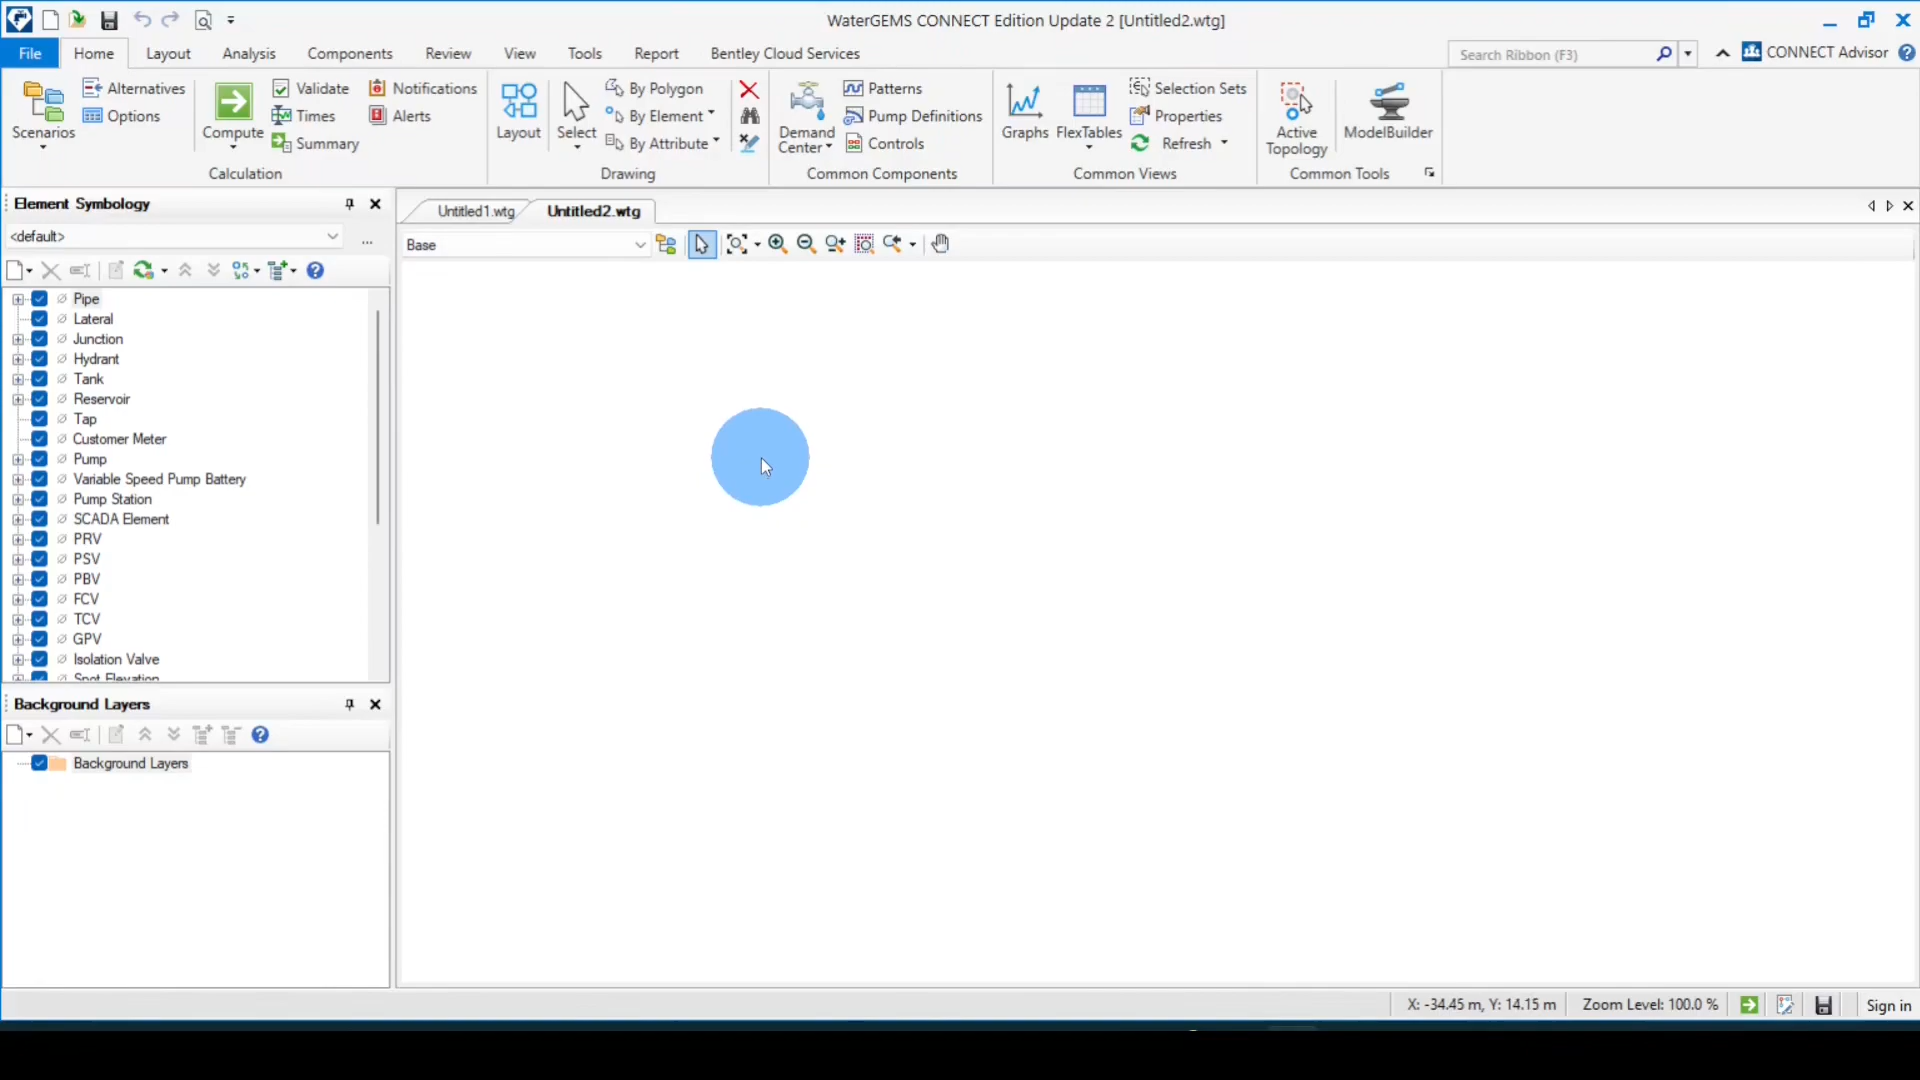 WaterGEMS CONNECT Edition Update 2 [Untitled2.wtg]
File Home Layout Analysis Components Review View Tools Report Bentley Cloud Services
Search Ribbon (F3)
CONNECT Advisor
Scenarios
Alternatives
Options
Compute
Validate
Times
Summary
Notifications
Alerts
Calculation
Layout
Select
By Polygon
By Element
By Attribute
Drawing
Demand
Center
Patterns
Pump Definitions
Controls
Common Components
Graphs
FlexTables
Selection Sets
Properties
Refresh
Common Views
Active
Topology
ModelBuilder
Common Tools
Element Symbology
<default>
...
Pipe
Lateral
Junction
Hydrant
Tank
Reservoir
Tap
Customer Meter
Pump
Variable Speed Pump Battery
Pump Station
SCADA Element
PRV
PSV
PBV
FCV
TCV
GPV
Isolation Valve
Spot Elevation
Background Layers
Background Layers
Untitled1.wtg
Untitled2.wtg
Base
X: -34.45 m, Y: 14.15 m
Zoom Level: 100.0 %
Sign in